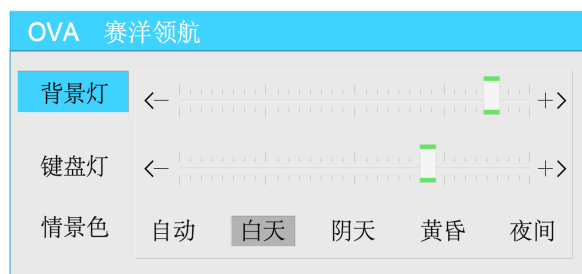 OVA 赛洋领航
背景灯 <− +>
键盘灯 <− +>
情景色 自动 白天 阴天 黄昏 夜间